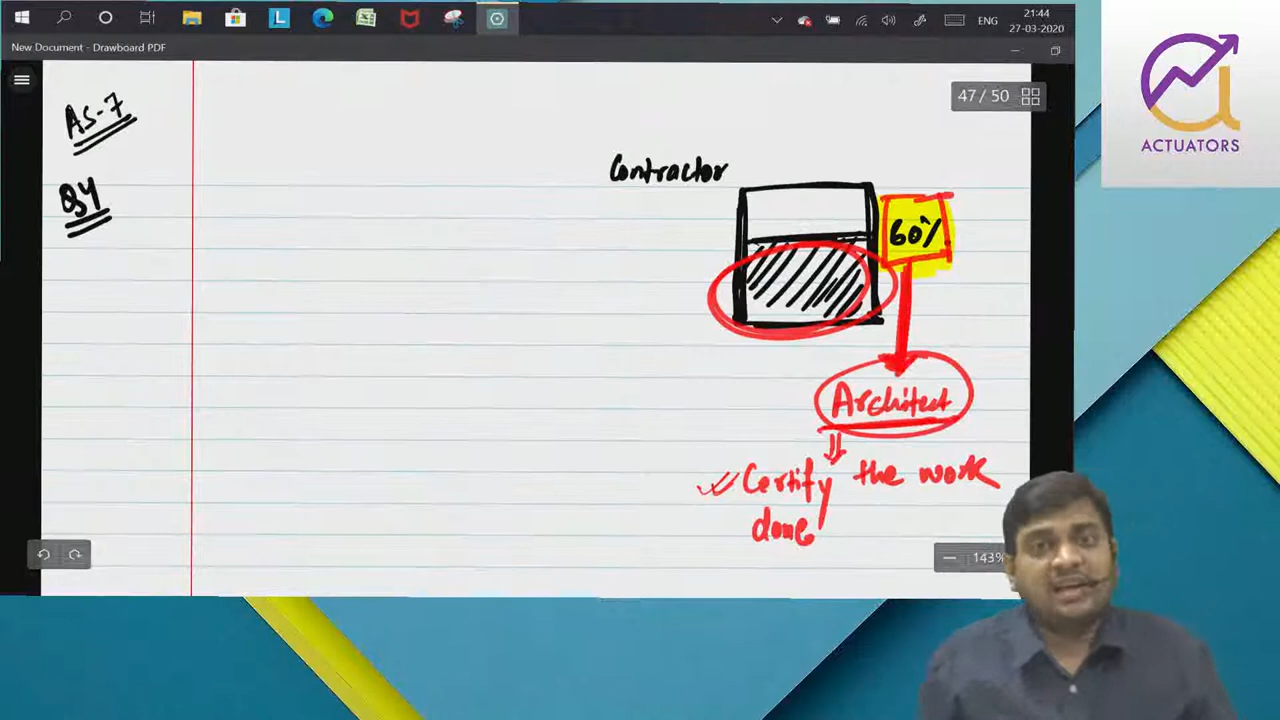 21:44
ENG
27-03-2020
New Document - Drawboard PDF
47 / 50
ACTUATORS
AS-7
Q4
Contractor
60%
Architect
Certify the work
done
143%